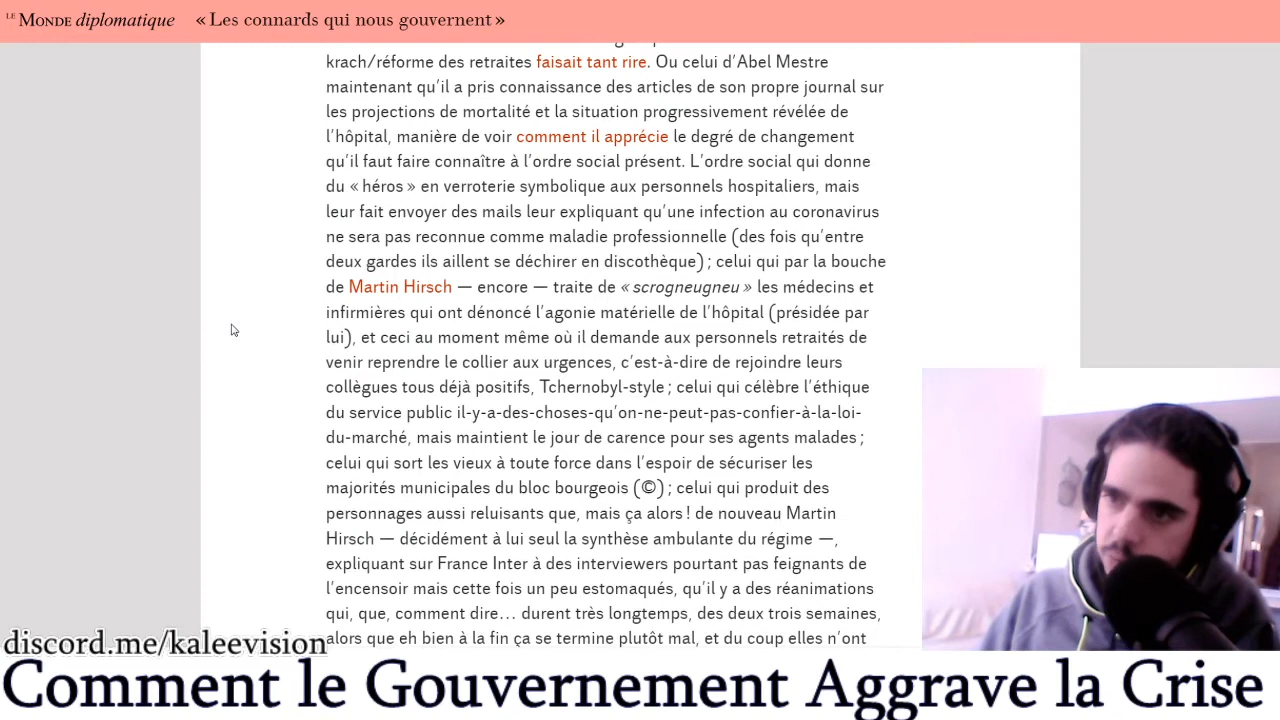 LE MONDE diplomatique « Les connards qui nous gouvernent »
krach/réforme des retraites faisait tant rire. Ou celui d’Abel Mestre
maintenant qu’il a pris connaissance des articles de son propre journal sur
les projections de mortalité et la situation progressivement révélée de
l’hôpital, manière de voir comment il apprécie le degré de changement
qu’il faut faire connaître à l’ordre social présent. L’ordre social qui donne
du « héros » en verroterie symbolique aux personnels hospitaliers, mais
leur fait envoyer des mails leur expliquant qu’une infection au coronavirus
ne sera pas reconnue comme maladie professionnelle (des fois qu’entre
deux gardes ils aillent se déchirer en discothèque) ; celui qui par la bouche
de Martin Hirsch — encore — traite de « scrogneugneu » les médecins et
infirmières qui ont dénoncé l’agonie matérielle de l’hôpital (présidée par
lui), et ceci au moment même où il demande aux personnels retraités de
venir reprendre le collier aux urgences, c’est-à-dire de rejoindre leurs
collègues tous déjà positifs, Tchernobyl-style ; celui qui célèbre l’éthique
du service public il-y-a-des-choses-qu’on-ne-peut-pas-confier-à-la-loi-
du-marché, mais maintient le jour de carence pour ses agents malades ;
celui qui sort les vieux à toute force dans l’espoir de sécuriser les
majorités municipales du bloc bourgeois (©) ; celui qui produit des
personnages aussi reluisants que, mais ça alors ! de nouveau Martin
Hirsch — décidément à lui seul la synthèse ambulante du régime —,
expliquant sur France Inter à des interviewers pourtant pas feignants de
l’encensoir mais cette fois un peu estomaqués, qu’il y a des réanimations
qui, que, comment dire… durent très longtemps, des deux trois semaines,
alors que eh bien à la fin ça se termine plutôt mal, et du coup elles n’ont
discord.me/kaleevision
Comment le Gouvernement Aggrave la Crise